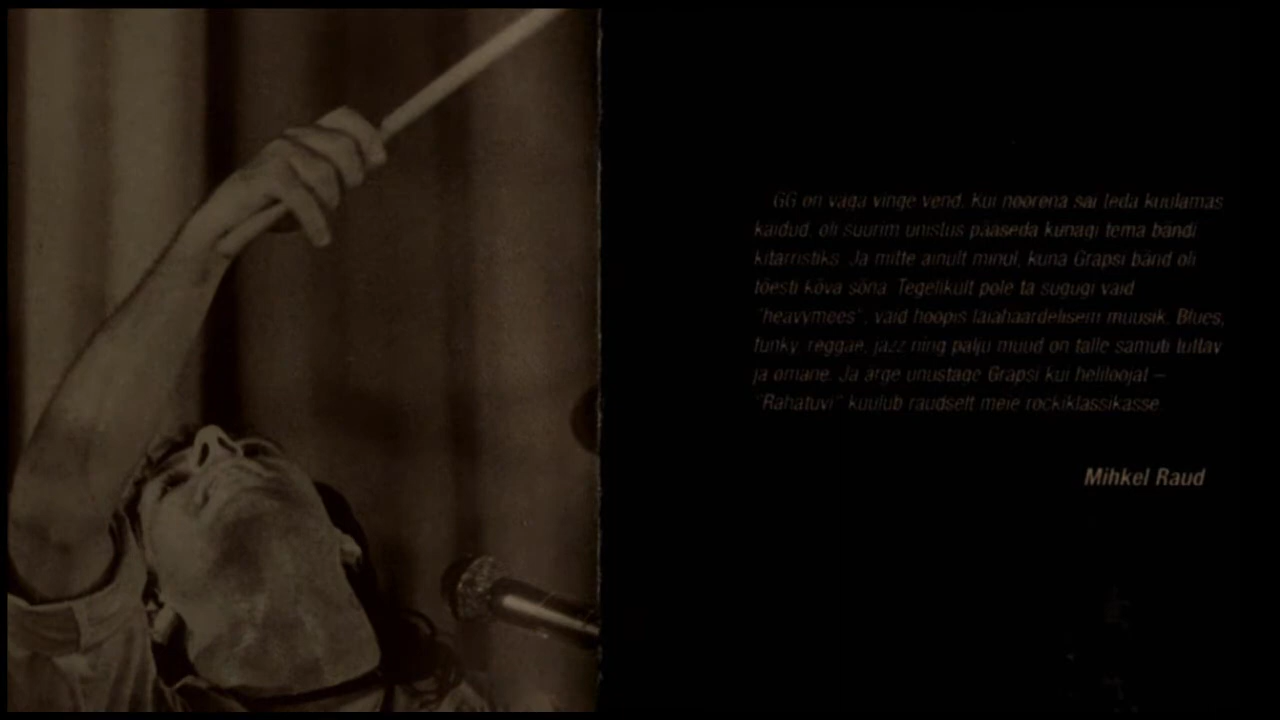 GG on väga vinge vend. Kui noorena sai teda kuulamas
käidud, oli suurim unistus pääseda kunagi tema bändi
kitarristiks. Ja mitte ainult minul, kuna Grapsi bänd oli
tõesti kõva sõna. Tegelikult pole ta sugugi vaid
"heavymees", vaid hoopis laiahaardelisem muusik. Blues,
funky, reggae, jazz ning palju muud on talle samuti tuttav
ja omane. Ja ärge unustage Grapsi kui heliloojat –
"Rahatuvi" kuulub raudselt meie rockiklassikasse.
Mihkel Raud